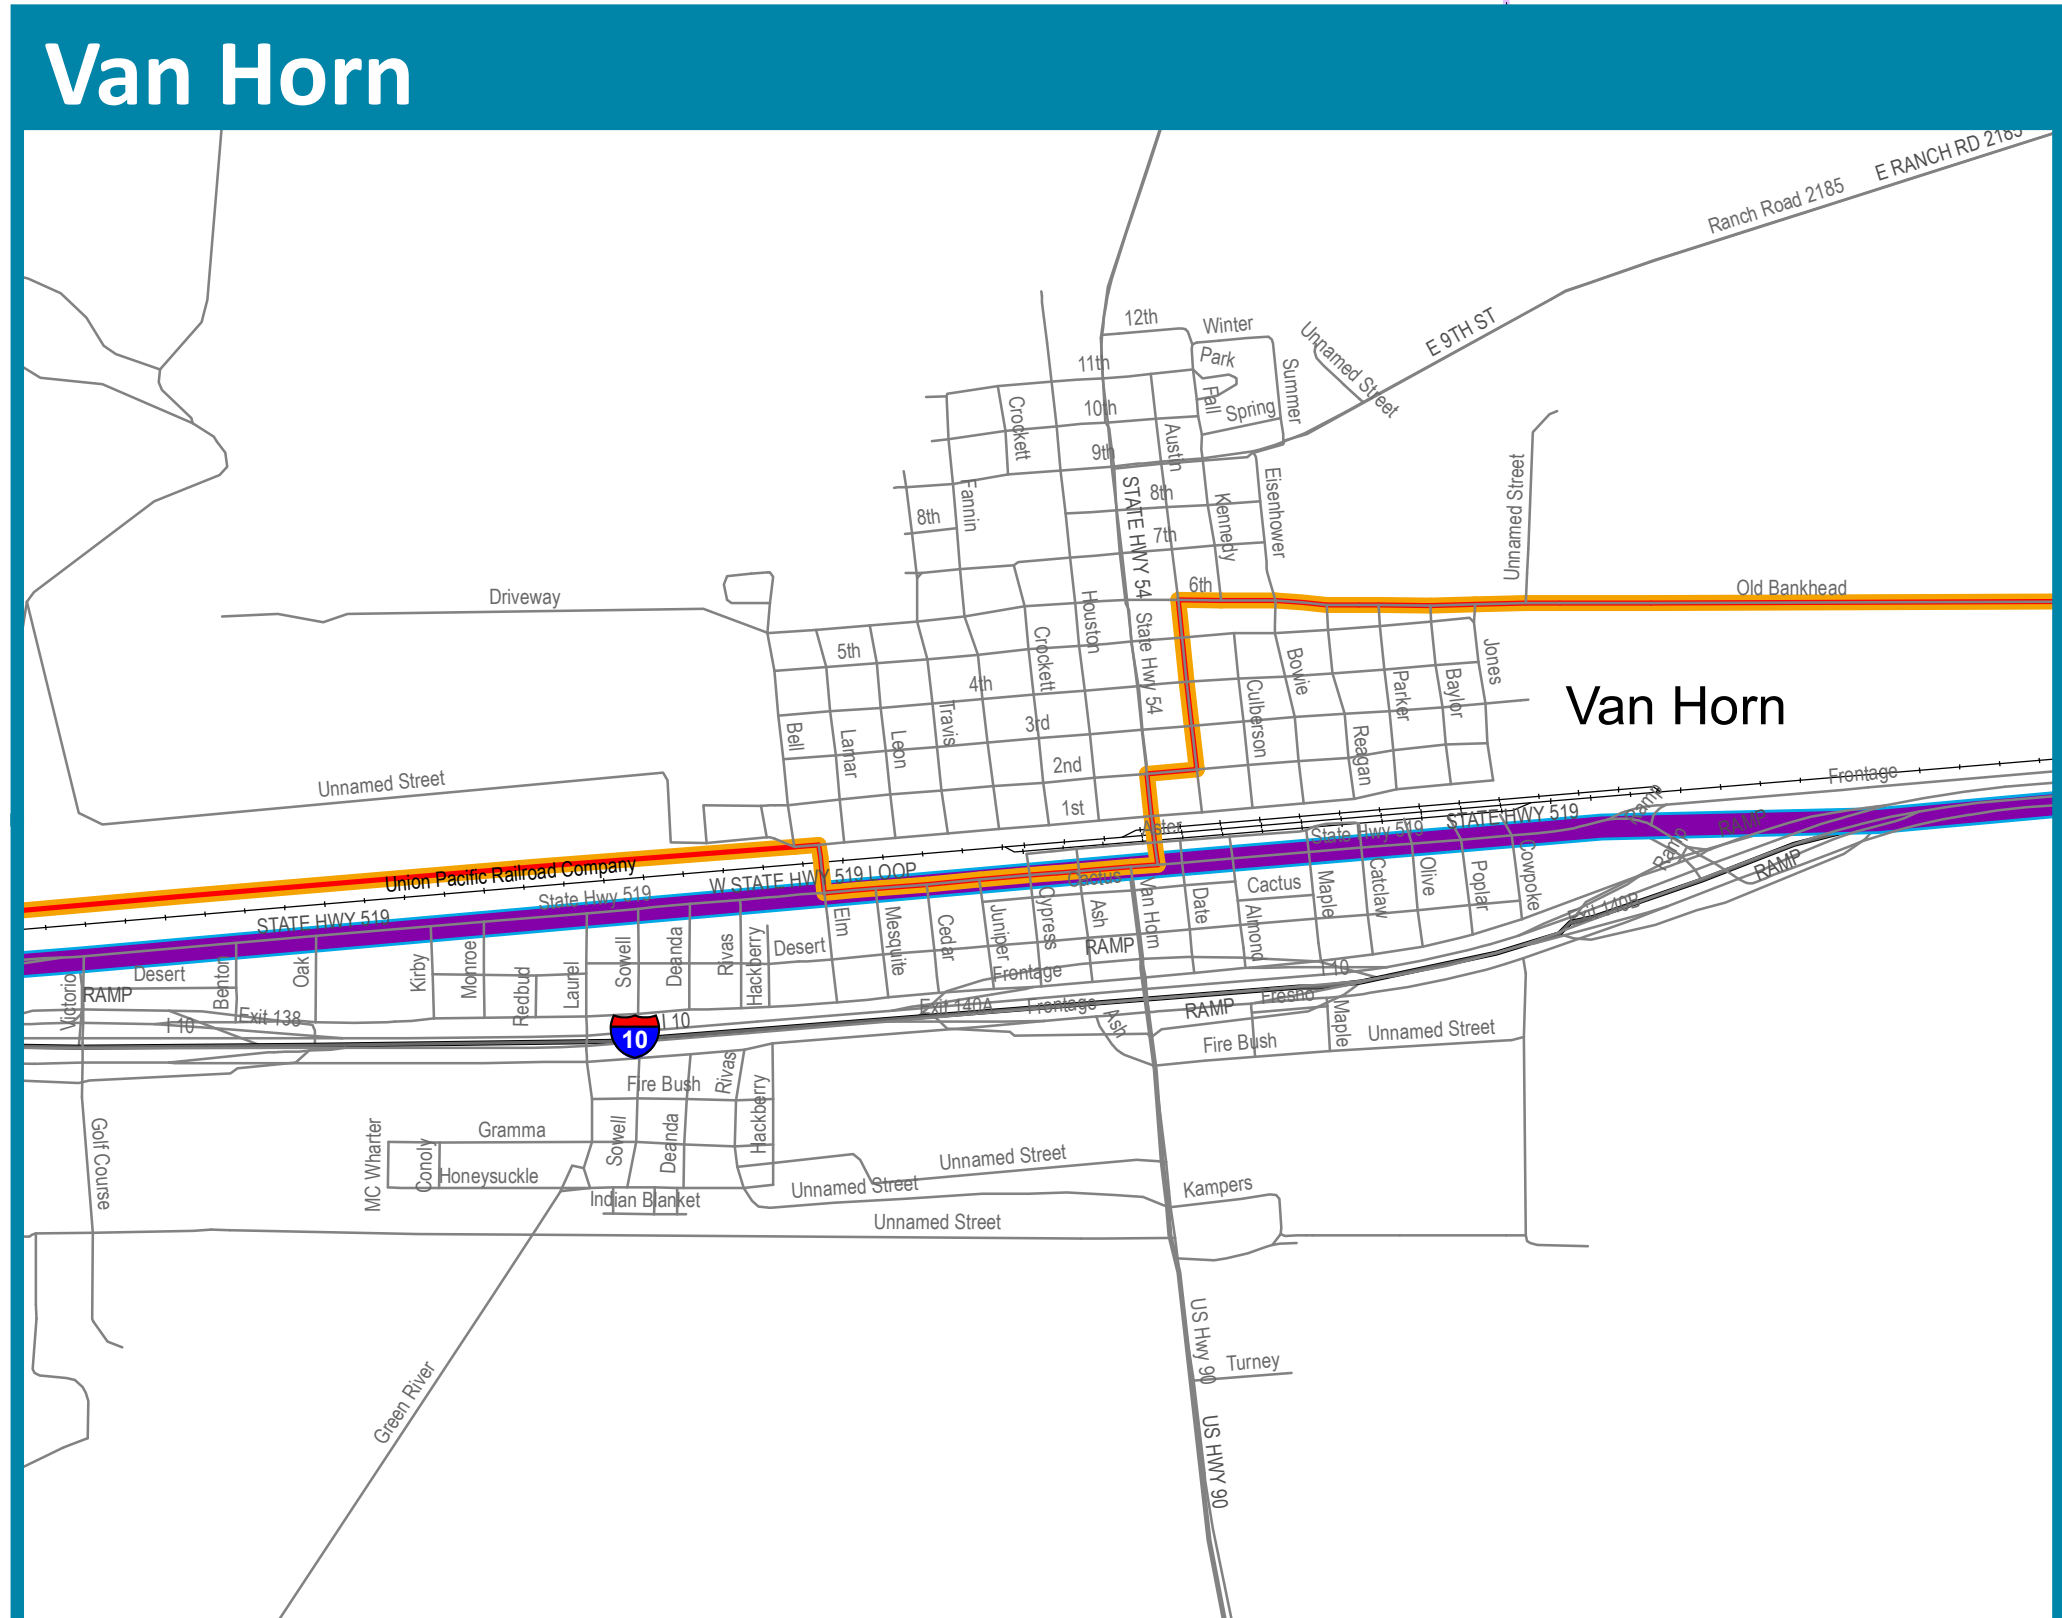 Van Horn
E RANCH RD 2185
Ranch Road 2185
12th
Winter
E 9TH ST
Unnamed Street
Park
11th
Summer
Fall
Crockett
10th
Spring
Austin
9th
STATE HWY 54
8th
Kennedy
Eisenhower
Unnamed Street
Fannin
8th
7th
6th
Old Bankhead
Driveway
Houston
State Hwy 54
Crockett
5th
Bowie
Jones
4th
Culberson
Parker
Baylor
Van Horn
Travis
3rd
Bell
Lamar
Leon
Reagan
2nd
Unnamed Street
1st
Frontage
Ramp
Aster
State Hwy 519
STATE HWY 519
RAMP
Ramp
RAMP
Union Pacific Railroad Company
W STATE HWY 519 LOOP
State Hwy 519
STATE HWY 519
Cactus
Cactus
Maple
Catclaw
Olive
Poplar
Cowpoke
Exit 140B
Elm
Mesquite
Cedar
Juniper
Cypress
Ash
Van Horn
Date
Almond
Desert
RAMP
Frontage
I 10
Victorio
Desert
RAMP
Benton
Oak
Kirby
Monroe
Redbud
Laurel
Sowell
Deanda
Rivas
Hackberry
I 10
Exit 138
10
I 10
Exit 140A
Frontage
Ash
RAMP
Fresno
Maple
Fire Bush
Unnamed Street
Fire Bush
Rivas
Hackberry
Golf Course
MC Wharter
Conoly
Gramma
Honeysuckle
Sowell
Deanda
Indian Blanket
Unnamed Street
Unnamed Street
Unnamed Street
Kampers
US Hwy 90
Turney
Green River
US HWY 90